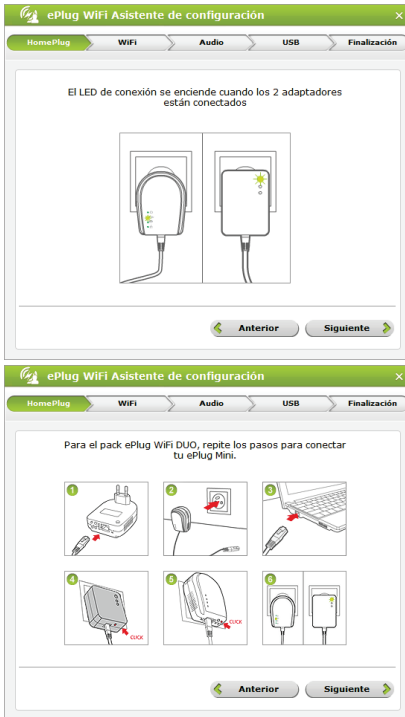 ePlug WiFi Asistente de configuración
HomePlug WiFi Audio USB Finalización
El LED de conexión se enciende cuando los 2 adaptadores
están conectados
Anterior Siguiente
ePlug WiFi Asistente de configuración
HomePlug WiFi Audio USB Finalización
Para el pack ePlug WiFi DUO, repite los pasos para conectar
tu ePlug Mini.
1 2 3
4 CLICK 5 CLICK 6
Anterior Siguiente